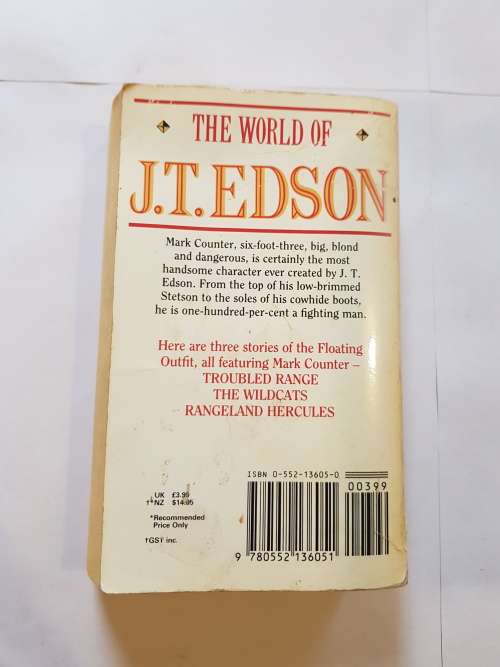 THE WORLD OF
J.T. EDSON
Mark Counter, six-foot-three, big, blond
and dangerous, is certainly the most
handsome character ever created by J. T.
Edson. From the top of his low-brimmed
Stetson to the soles of his cowhide boots,
he is one-hundred-per-cent a fighting man.
Here are three stories of the Floating
Outfit, all featuring Mark Counter –
TROUBLED RANGE
THE WILDCATS
RANGELAND HERCULES
ISBN 0-552-13605-0
00399
UK £3.99
†*NZ $14.95
*Recommended
Price Only
†GST inc.
9 780552 136051